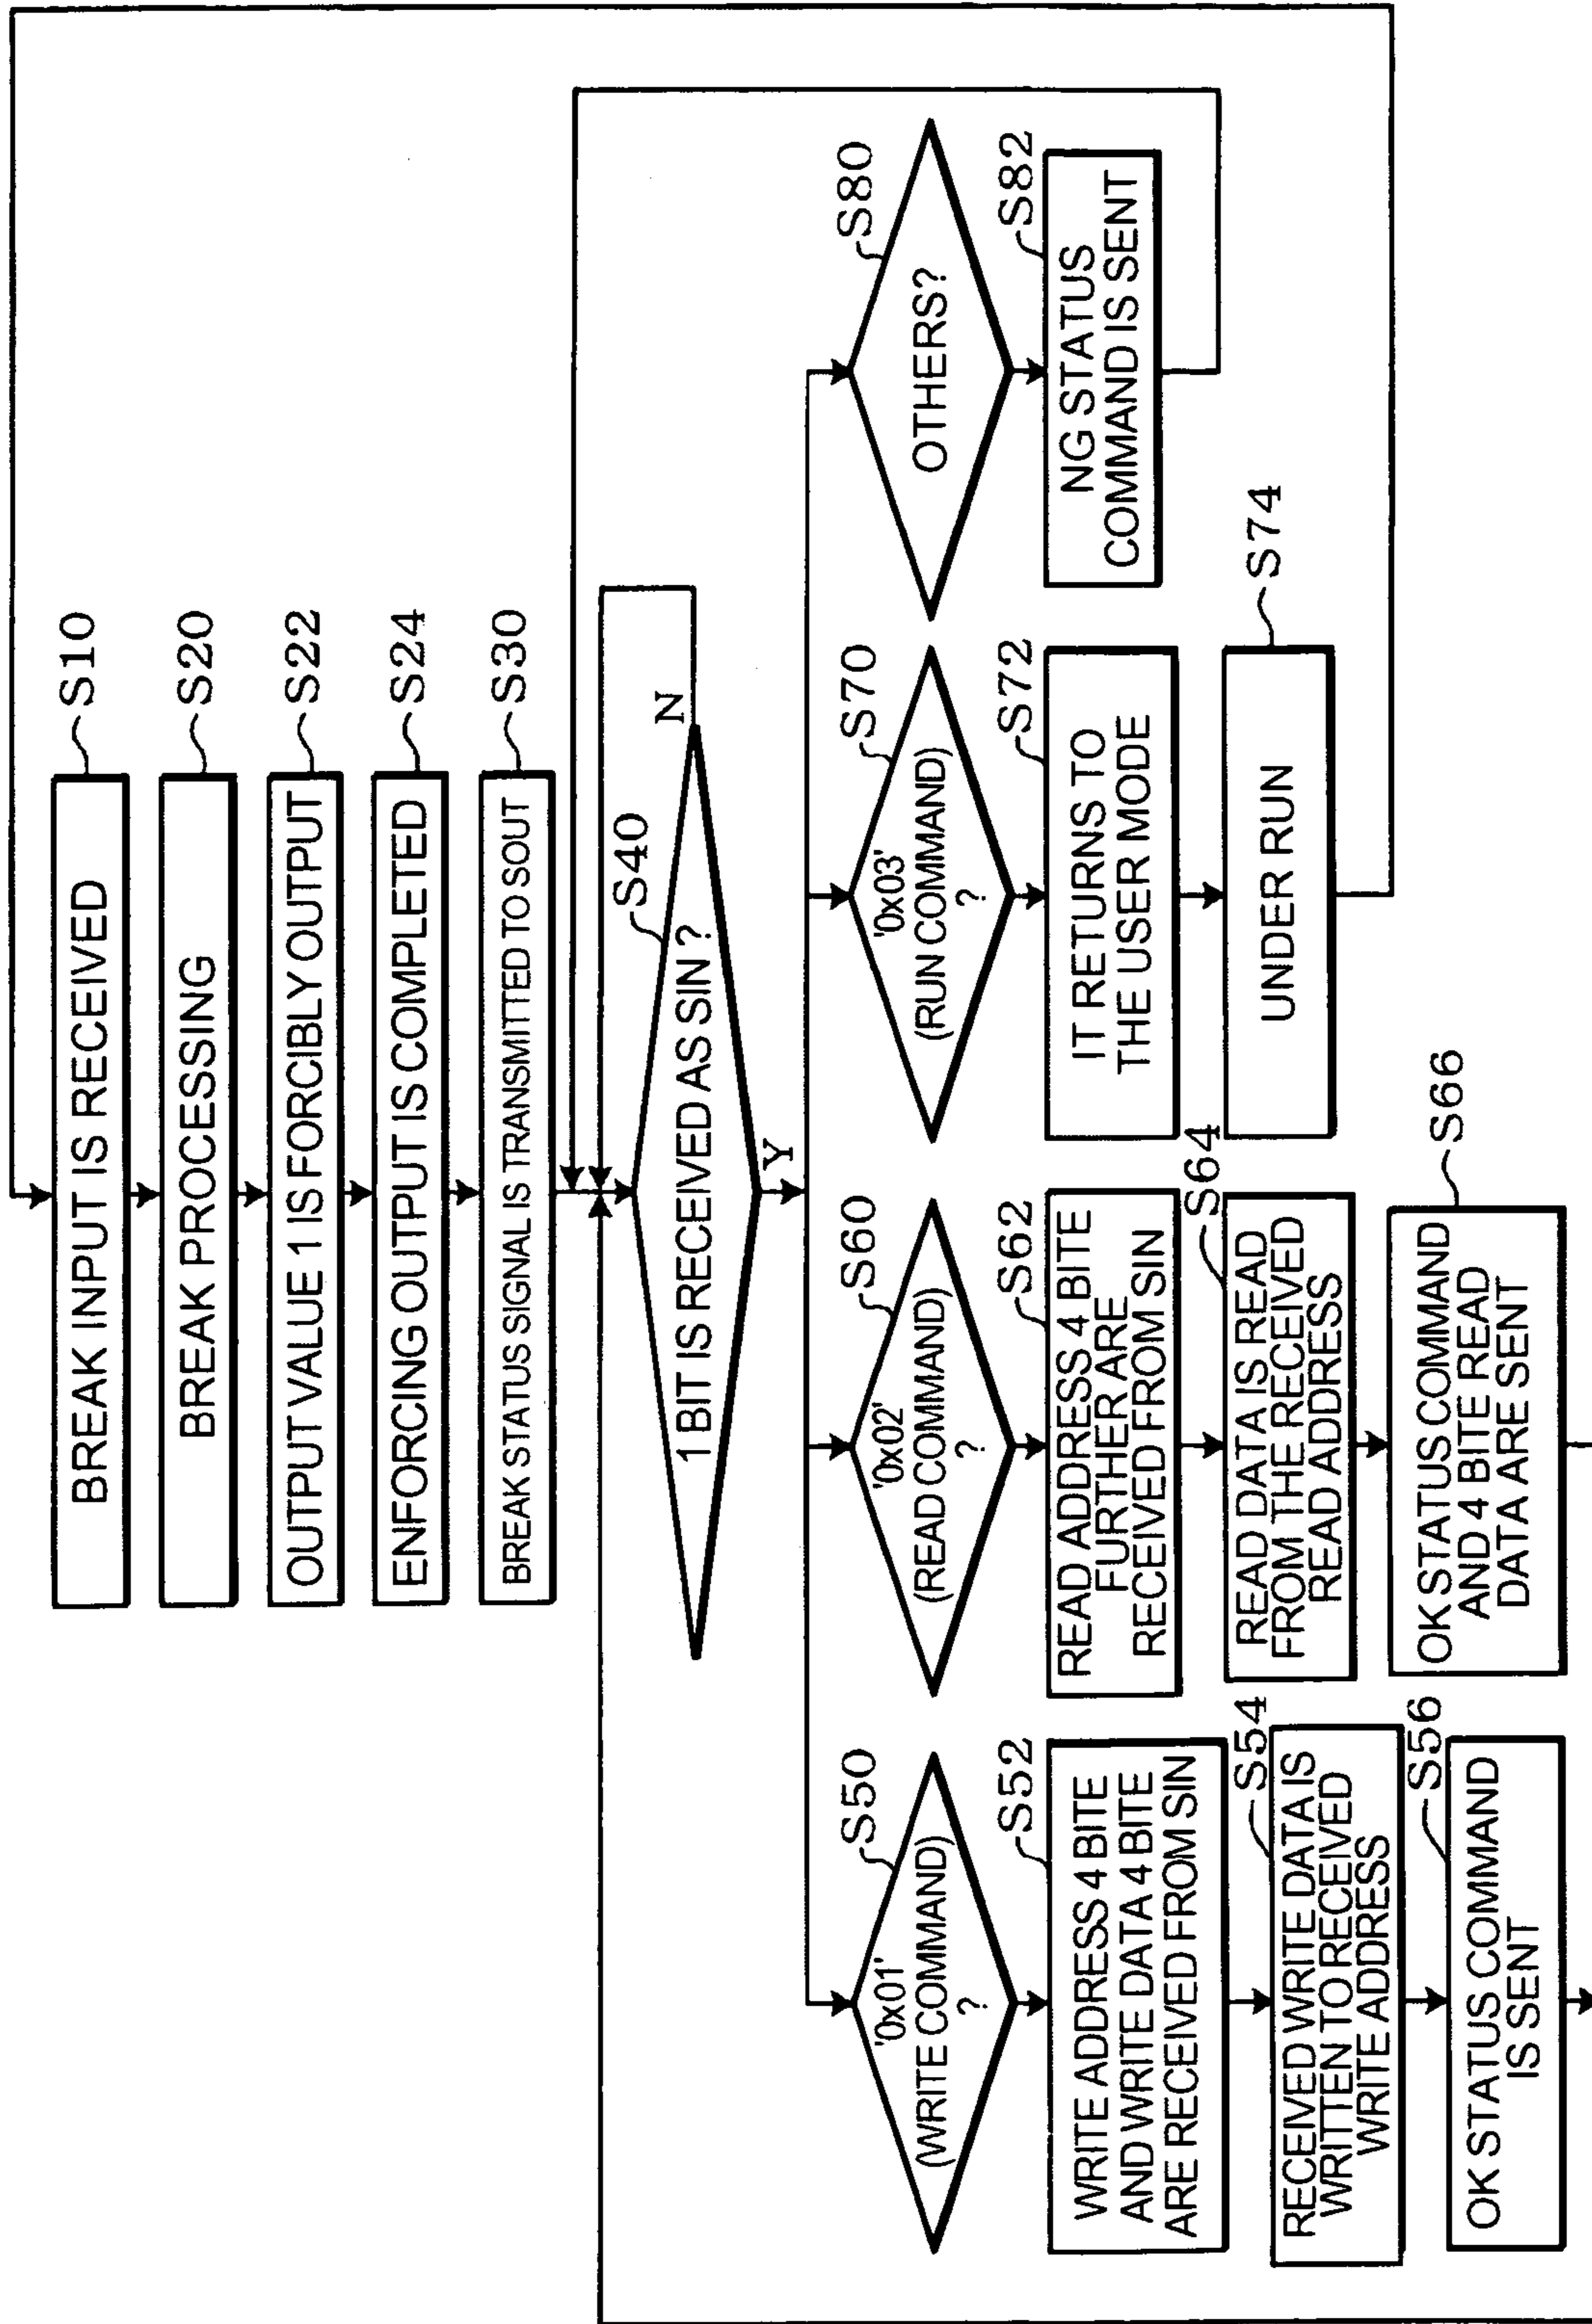 BREAK INPUT IS RECEIVED
S10
BREAK PROCESSING
S20
OUTPUT VALUE 1 IS FORCIBLY OUTPUT
S22
ENFORCING OUTPUT IS COMPLETED
S24
BREAK STATUS SIGNAL IS TRANSMITTED TO SOUT
S30
1 BIT IS RECEIVED AS SIN ?
S40
N
Y
'0x01'
(WRITE COMMAND)
?
S50
WRITE ADDRESS 4 BITE
AND WRITE DATA 4 BITE
ARE RECEIVED FROM SIN
S52
RECEIVED WRITE DATA IS
WRITTEN TO RECEIVED
WRITE ADDRESS
S54
OK STATUS COMMAND
IS SENT
S56
'0x02'
(READ COMMAND)
?
S60
READ ADDRESS 4 BITE
FURTHER ARE
RECEIVED FROM SIN
S62
READ DATA IS READ
FROM THE RECEIVED
READ ADDRESS
S64
OK STATUS COMMAND
AND 4 BITE READ
DATA ARE SENT
S66
'0x03'
(RUN COMMAND)
?
S70
IT RETURNS TO
THE USER MODE
S72
UNDER RUN
S74
OTHERS?
S80
NG STATUS
COMMAND IS SENT
S82